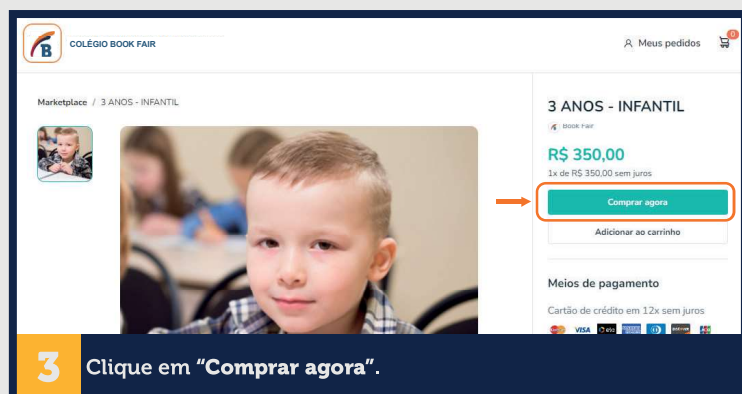 B
COLÉGIO BOOK FAIR
Meus pedidos
0
Marketplace / 3 ANOS - INFANTIL
3 ANOS - INFANTIL
Book Fair
R$ 350,00
1x de R$ 350,00 sem juros
Comprar agora
Adicionar ao carrinho
Meios de pagamento
Cartão de crédito em 12x sem juros
VISA elo
3 Clique em "Comprar agora".